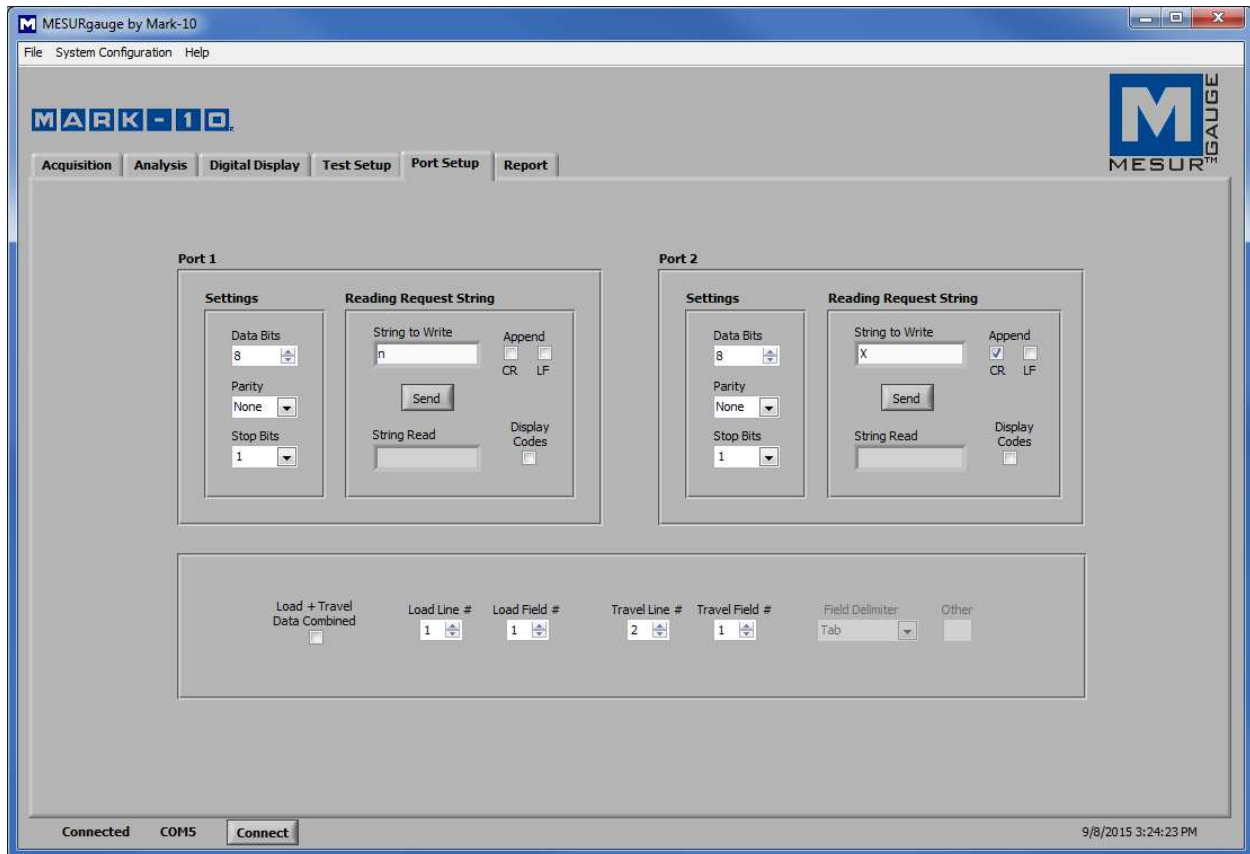 MESURgauge by Mark-10
File System Configuration Help
MARK-10
MESUR™ GAUGE
Acquisition Analysis Digital Display Test Setup Port Setup Report
Port 1
Settings
Data Bits
8
Parity
None
Stop Bits
1
Reading Request String
String to Write
n
Append
CR LF
Send
String Read
Display
Codes
Port 2
Settings
Data Bits
8
Parity
None
Stop Bits
1
Reading Request String
String to Write
X
Append
CR LF
Send
String Read
Display
Codes
Load + Travel
Data Combined
Load Line #
1
Load Field #
1
Travel Line #
2
Travel Field #
1
Field Delimiter
Tab
Other
Connected COM5 Connect 9/8/2015 3:24:23 PM